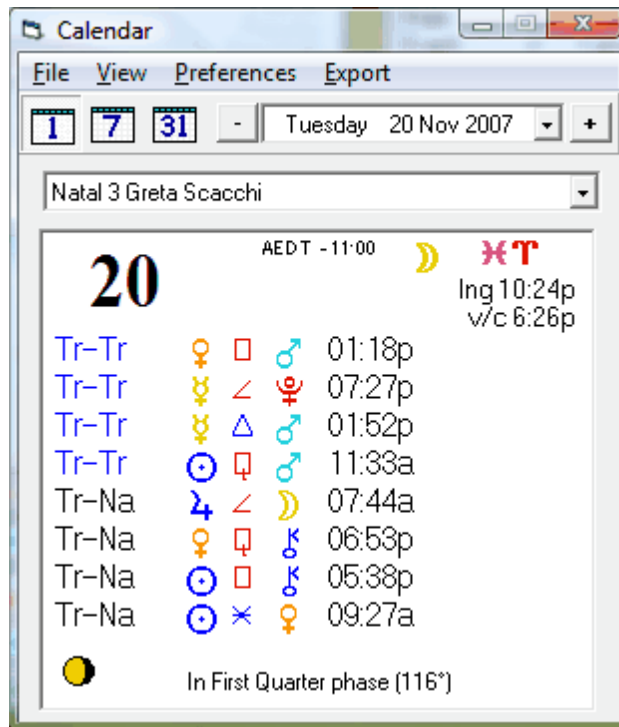 Calendar
File View Preferences Export
1 7 31 - Tuesday 20 Nov 2007 +
Natal 3 Greta Scacchi
20 AEDT -11:00 ☽ ♓ ♈
Ing 10:24p
v/c 6:26p
Tr-Tr ♀ □ ♂ 01:18p
Tr-Tr ☿ ∠ ♇ 07:27p
Tr-Tr ☿ △ ♂ 01:52p
Tr-Tr ☉ ⚼ ♂ 11:33a
Tr-Na ♃ ∠ ☽ 07:44a
Tr-Na ♀ ⚼ ⚷ 06:53p
Tr-Na ☉ □ ⚷ 05:38p
Tr-Na ☉ ⚹ ♀ 09:27a
In First Quarter phase (116°)